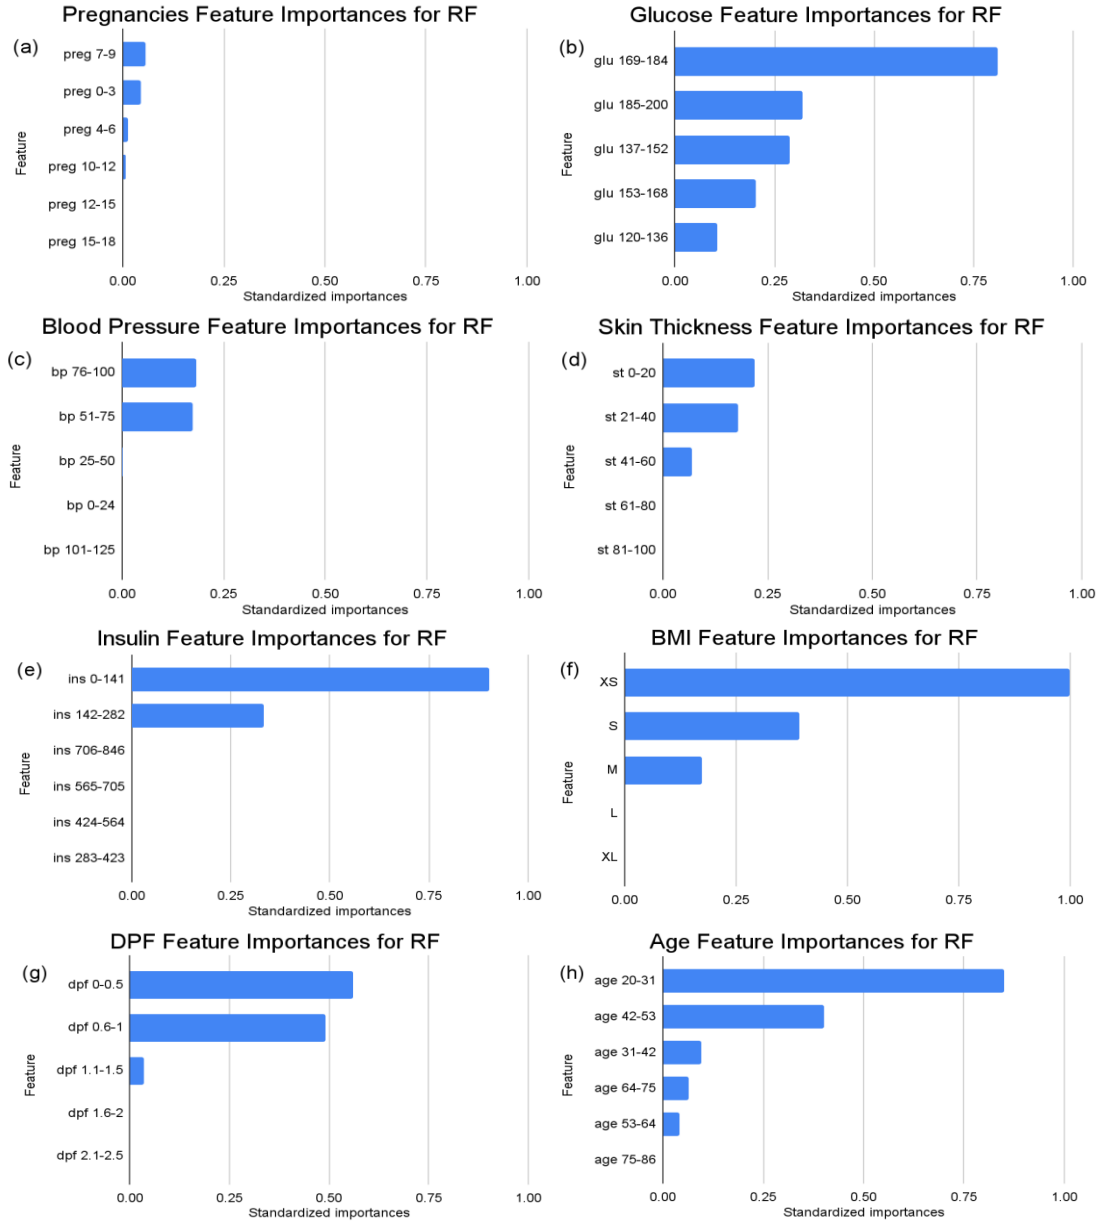 Pregnancies Feature Importances for RF
(a)
Feature
preg 7-9
preg 0-3
preg 4-6
preg 10-12
preg 12-15
preg 15-18
0.00 0.25 0.50 0.75 1.00
Standardized importances
Glucose Feature Importances for RF
(b)
Feature
glu 169-184
glu 185-200
glu 137-152
glu 153-168
glu 120-136
0.00 0.25 0.50 0.75 1.00
Standardized importances
Blood Pressure Feature Importances for RF
(c)
Feature
bp 76-100
bp 51-75
bp 25-50
bp 0-24
bp 101-125
0.00 0.25 0.50 0.75 1.00
Standardized importances
Skin Thickness Feature Importances for RF
(d)
Feature
st 0-20
st 21-40
st 41-60
st 61-80
st 81-100
0.00 0.25 0.50 0.75 1.00
Standardized importances
Insulin Feature Importances for RF
(e)
Feature
ins 0-141
ins 142-282
ins 706-846
ins 565-705
ins 424-564
ins 283-423
0.00 0.25 0.50 0.75 1.00
Standardized importances
BMI Feature Importances for RF
(f)
Feature
XS
S
M
L
XL
0.00 0.25 0.50 0.75 1.00
Standardized importances
DPF Feature Importances for RF
(g)
Feature
dpf 0-0.5
dpf 0.6-1
dpf 1.1-1.5
dpf 1.6-2
dpf 2.1-2.5
0.00 0.25 0.50 0.75 1.00
Standardized importances
Age Feature Importances for RF
(h)
Feature
age 20-31
age 42-53
age 31-42
age 64-75
age 53-64
age 75-86
0.00 0.25 0.50 0.75 1.00
Standardized importances